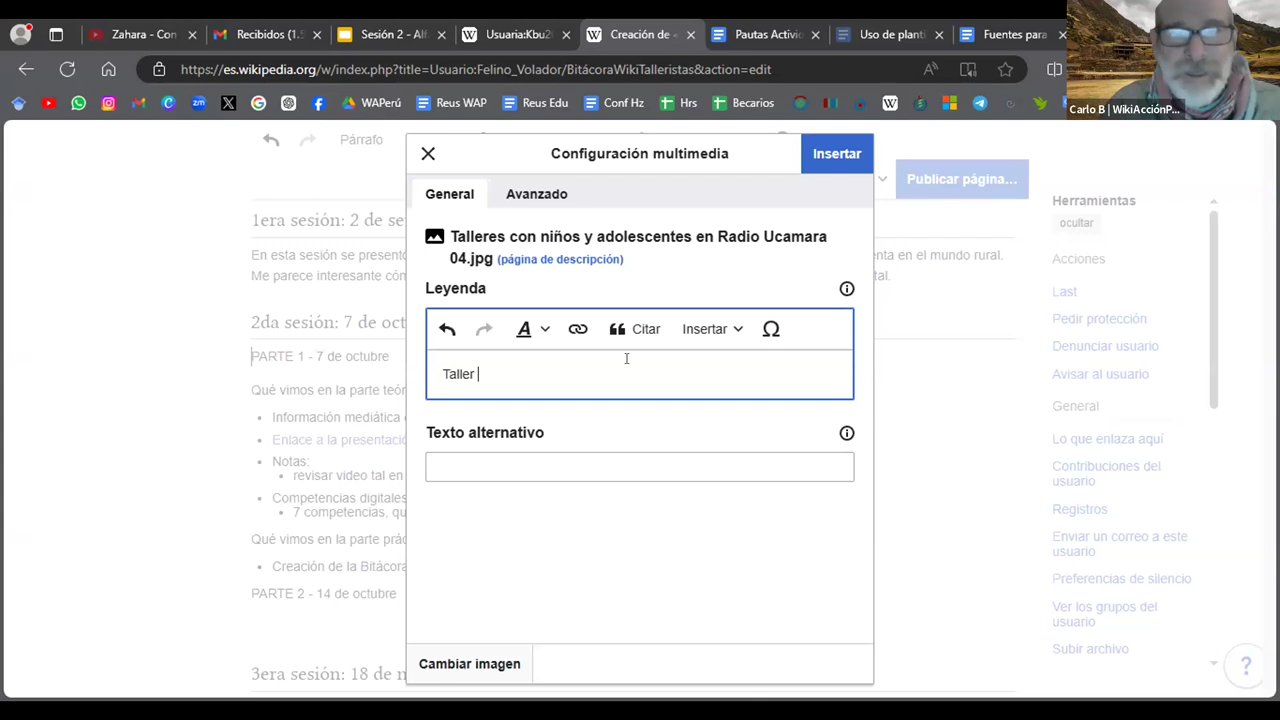 Zahara - Con
Recibidos (1.5
Sesión 2 - Alf
Usuaria:Kbu2
Creación de «
Pautas Activio
Uso de planti
Fuentes para
https://es.wikipedia.org/w/index.php?title=Usuario:Felino_Volador/BitácoraWikiTalleristas&action=edit
WAPerú
Reus WAP
Reus Edu
Conf Hz
Hrs
Becarios
Carlo B | WikiAcciónP...
Párrafo
Configuración multimedia
Insertar
Publicar página...
General
Avanzado
1era sesión: 2 de se
En esta sesión se present
enta en el mundo rural.
Me parece interesante cóm
tal.
Talleres con niños y adolescentes en Radio Ucamara
04.jpg (página de descripción)
Leyenda
A
Citar
Insertar
Ω
Taller
Texto alternativo
Cambiar imagen
2da sesión: 7 de oct
PARTE 1 - 7 de octubre
Qué vimos en la parte teór
Información mediática
Enlace a la presentació
Notas:
revisar video tal en
Competencias digitales
7 competencias, qu
Qué vimos en la parte prác
Creación de la Bitácora
PARTE 2 - 14 de octubre
3era sesión: 18 de n
Herramientas
ocultar
Acciones
Last
Pedir protección
Denunciar usuario
Avisar al usuario
General
Lo que enlaza aquí
Contribuciones del
usuario
Registros
Enviar un correo a este
usuario
Preferencias de silencio
Ver los grupos del
usuario
Subir archivo